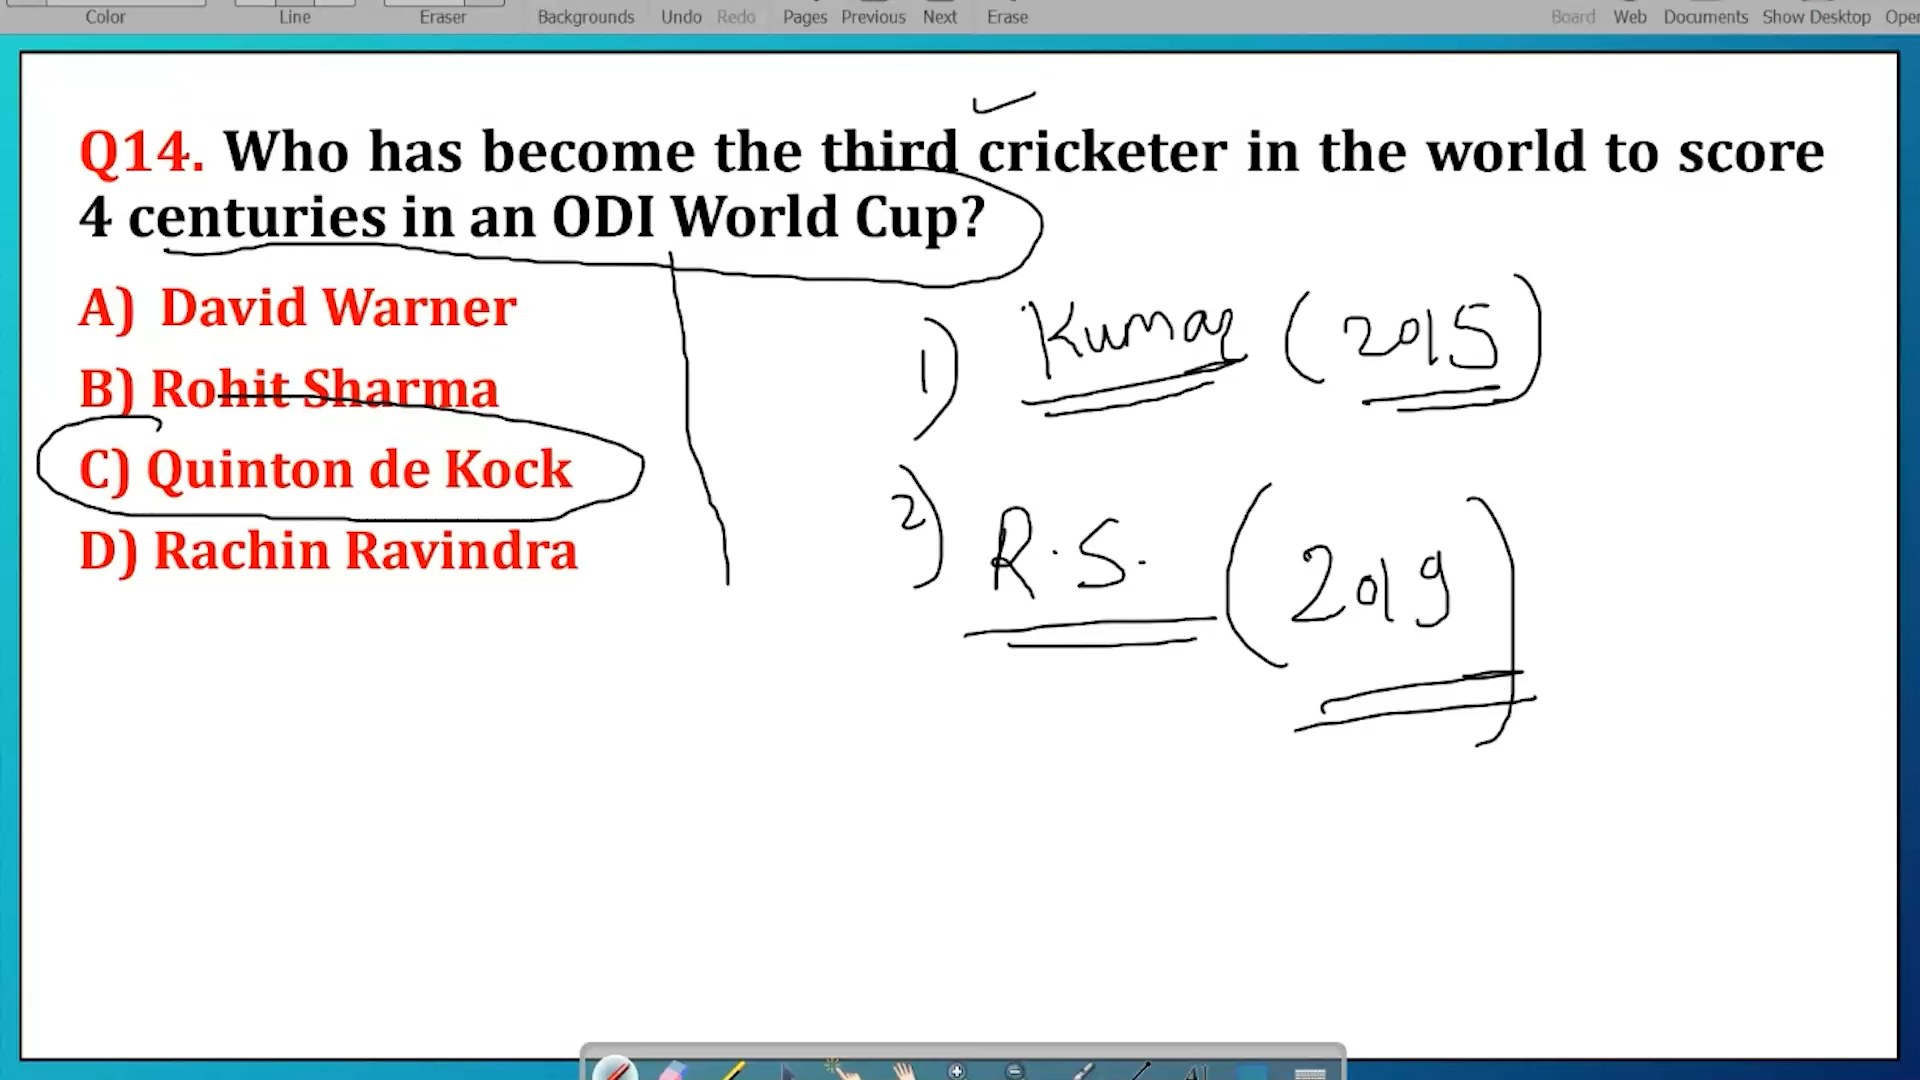 Color Line Eraser Backgrounds Undo Redo Pages Previous Next Erase Board Web Documents Show Desktop Oper
Q14. Who has become the third cricketer in the world to score
4 centuries in an ODI World Cup?
A) David Warner
B) Rohit Sharma
C) Quinton de Kock
D) Rachin Ravindra
1) Kumar (2015)
2) R.S. (2019)